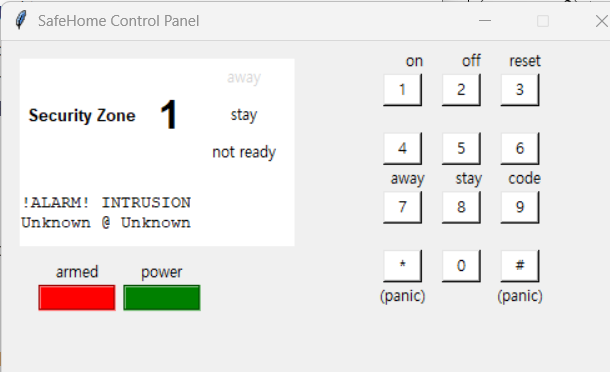 SafeHome Control Panel
away
Security Zone 1 stay
not ready
!ALARM! INTRUSION
Unknown @ Unknown
armed power
on off reset
1 2 3
4 5 6
away stay code
7 8 9
* 0 #
(panic) (panic)